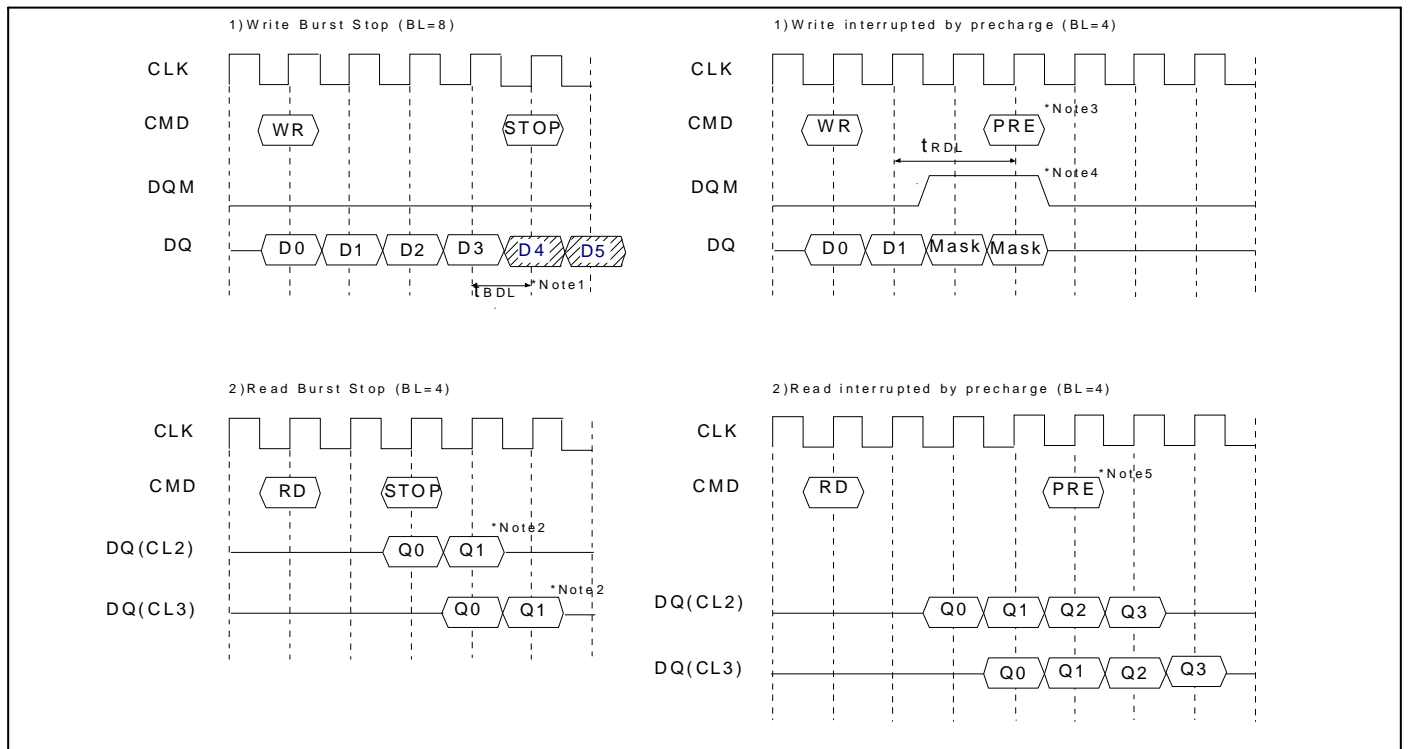 1)Write Burst Stop (BL=8)
CLK
CMD
WR
STOP
DQM
DQ
D0 D1 D2 D3 D4 D5
tBDL
*Note1
1)Write interrupted by precharge (BL=4)
CLK
CMD
WR
PRE
*Note3
tRDL
DQM
*Note4
DQ
D0 D1 Mask Mask
2)Read Burst Stop (BL=4)
CLK
CMD
RD
STOP
*Note2
DQ(CL2)
Q0 Q1
*Note2
DQ(CL3)
Q0 Q1
2)Read interrupted by precharge (BL=4)
CLK
CMD
RD
PRE
*Note5
DQ(CL2)
Q0 Q1 Q2 Q3
DQ(CL3)
Q0 Q1 Q2 Q3